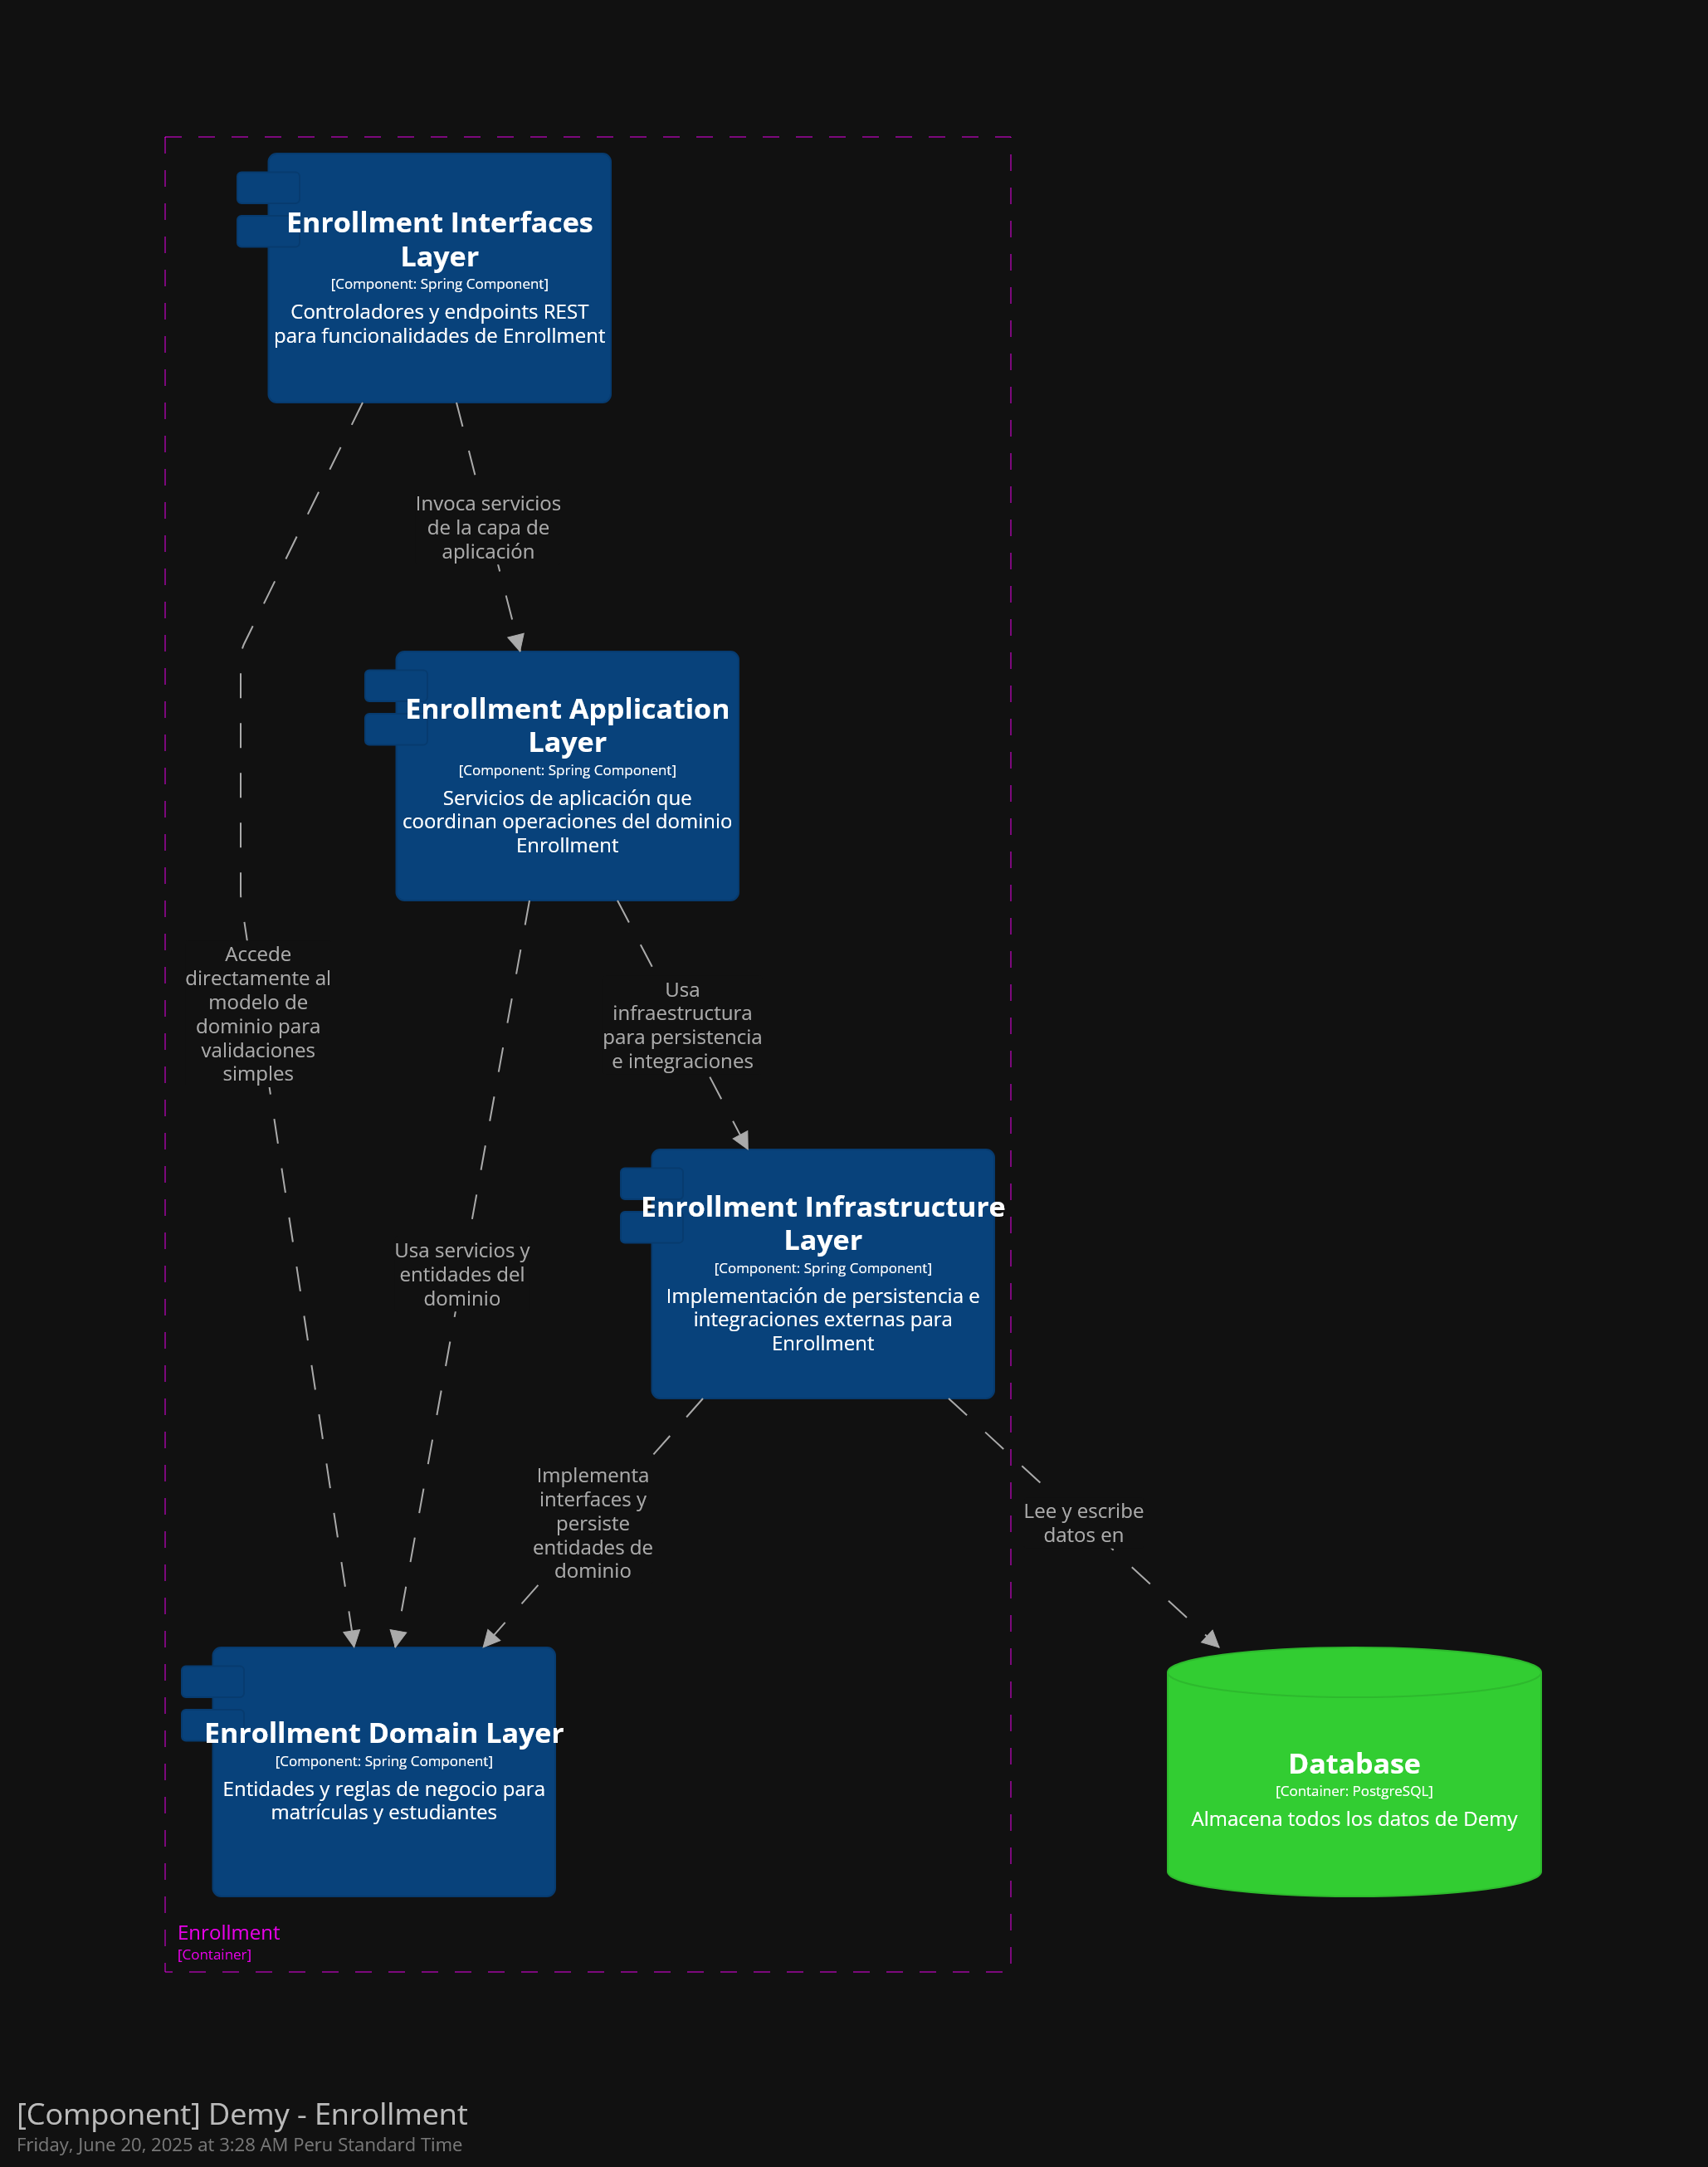 Enrollment Interfaces
Layer
[Component: Spring Component]
Controladores y endpoints REST
para funcionalidades de Enrollment
Invoca servicios
de la capa de
aplicación
Enrollment Application
Layer
[Component: Spring Component]
Servicios de aplicación que
coordinan operaciones del dominio
Enrollment
Accede
directamente al
modelo de
dominio para
validaciones
simples
Usa
infraestructura
para persistencia
e integraciones
Enrollment Infrastructure
Layer
[Component: Spring Component]
Implementación de persistencia e
integraciones externas para
Enrollment
Usa servicios y
entidades del
dominio
Implementa
interfaces y
persiste
entidades de
dominio
Lee y escribe
datos en
Enrollment Domain Layer
[Component: Spring Component]
Entidades y reglas de negocio para
matrículas y estudiantes
Database
[Container: PostgreSQL]
Almacena todos los datos de Demy
Enrollment
[Container]
[Component] Demy - Enrollment
Friday, June 20, 2025 at 3:28 AM Peru Standard Time